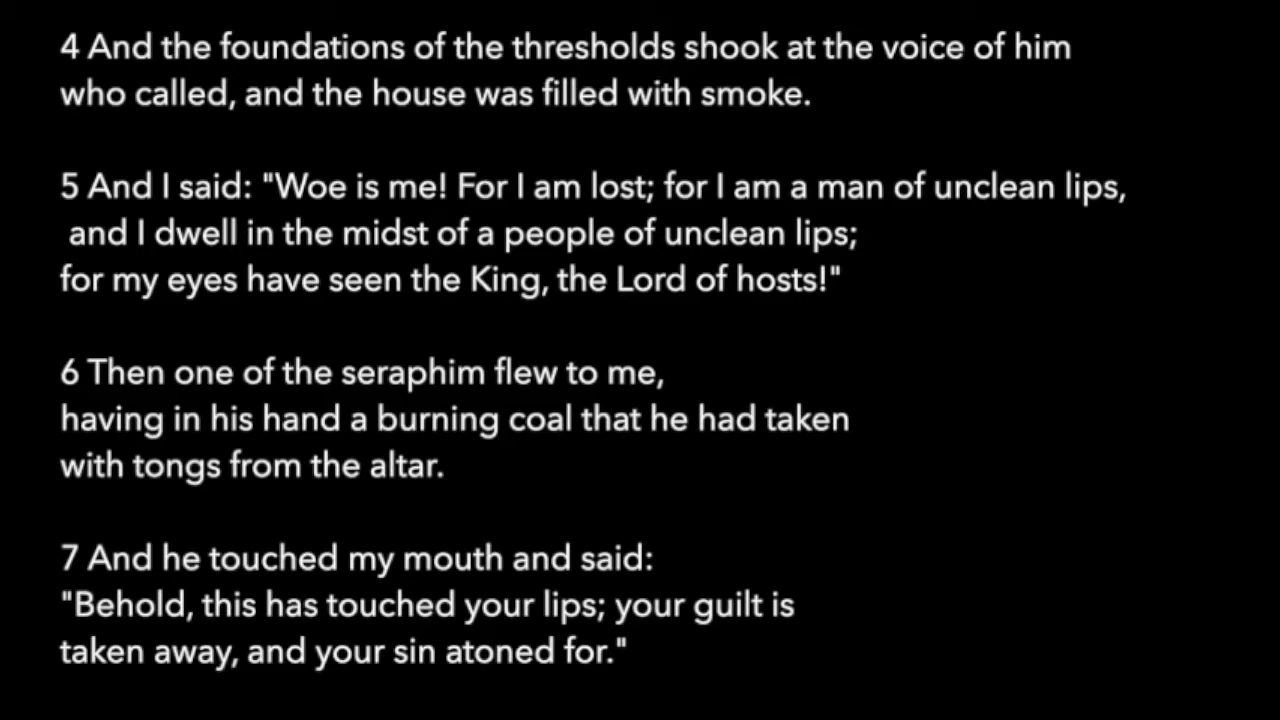 4 And the foundations of the thresholds shook at the voice of him
who called, and the house was filled with smoke.
5 And I said: "Woe is me! For I am lost; for I am a man of unclean lips,
and I dwell in the midst of a people of unclean lips;
for my eyes have seen the King, the Lord of hosts!"
6 Then one of the seraphim flew to me,
having in his hand a burning coal that he had taken
with tongs from the altar.
7 And he touched my mouth and said:
"Behold, this has touched your lips; your guilt is
taken away, and your sin atoned for."